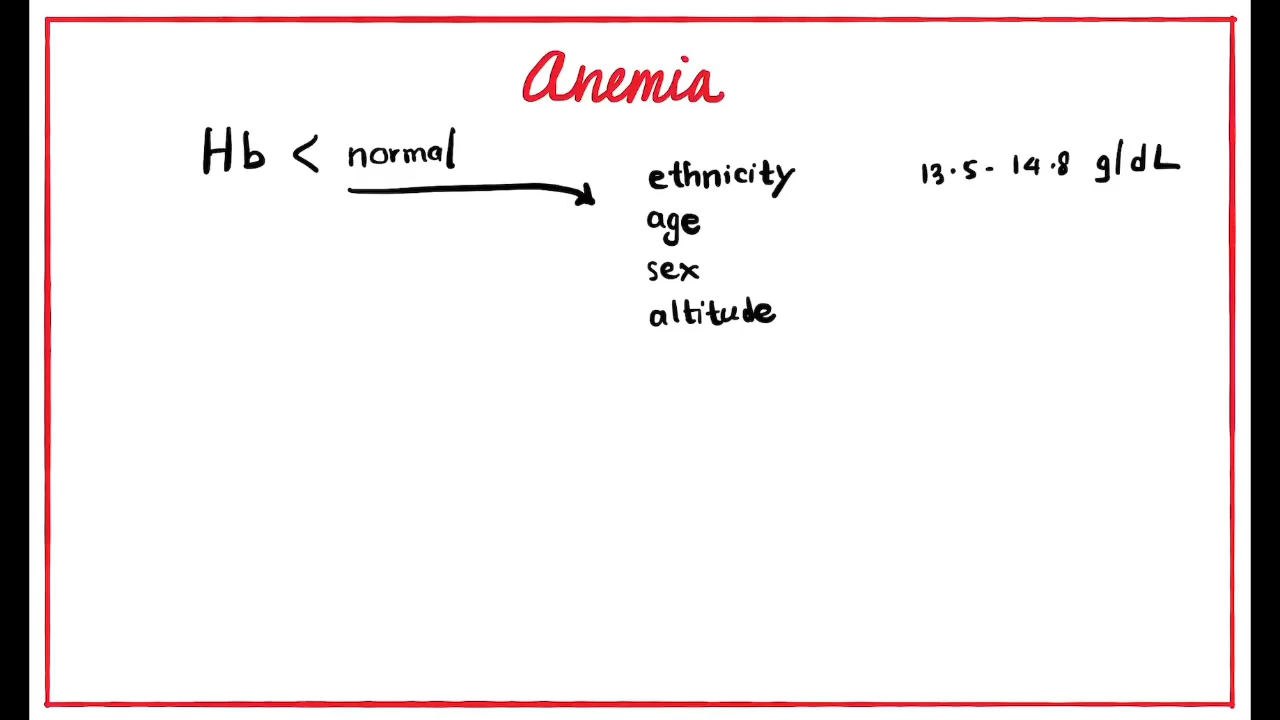 Anemia
Hb < normal
ethnicity
age
sex
altitude
13.5 - 14.8 g/dL